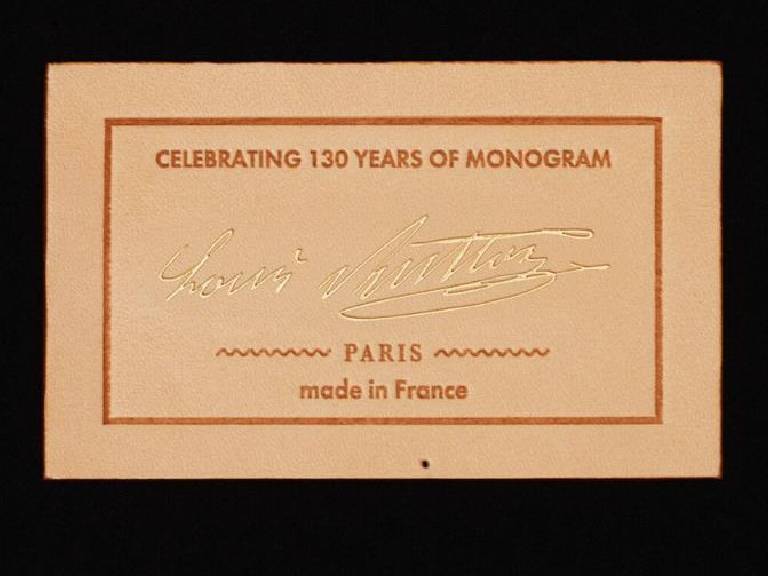 CELEBRATING 130 YEARS OF MONOGRAM
Louis Vuitton
PARIS
made in France